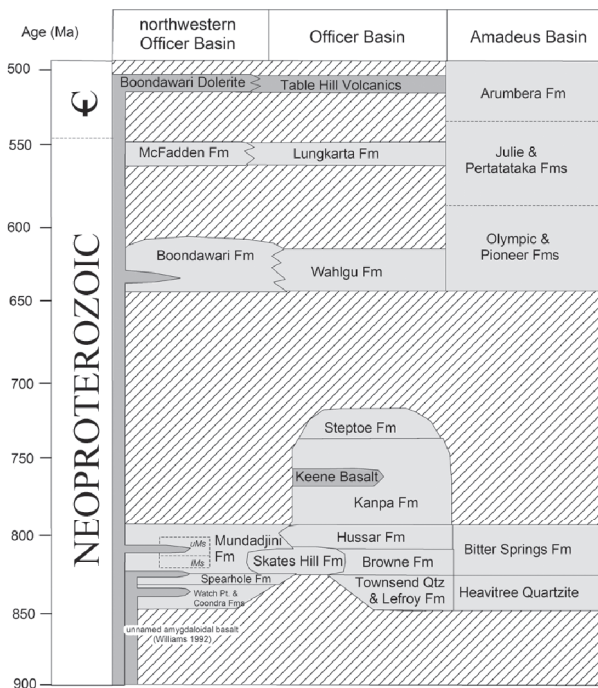 Age (Ma)
northwestern
Officer Basin
Officer Basin
Amadeus Basin
500
Boondawari Dolerite
Table Hill Volcanics
Arumbera Fm
Є
550
McFadden Fm
Lungkarta Fm
Julie &
Pertatataka Fms
600
Boondawari Fm
Wahlgu Fm
Olympic &
Pioneer Fms
650
NEOPROTEROZOIC
700
Steptoe Fm
750
Keene Basalt
Kanpa Fm
800
uMs
Mundadjini
Fm
lMs
Hussar Fm
Skates Hill Fm
Browne Fm
Bitter Springs Fm
Spearhole Fm
Watch Pt. &
Coondra Fms
Townsend Qtz
& Lefroy Fm
Heavitree Quartzite
850
unnamed amygdaloidal basalt
(Williams 1992)
900